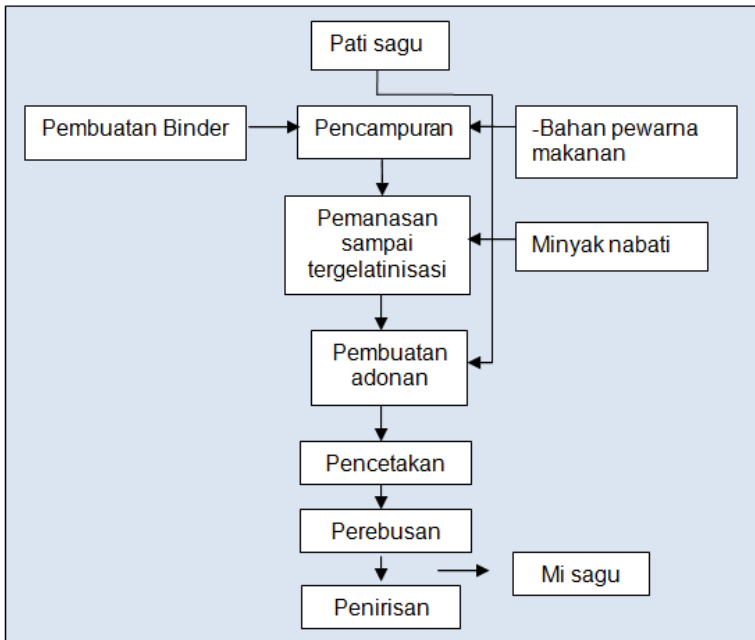 Pati sagu
Pembuatan Binder
Pencampuran
-Bahan pewarna
makanan
Pemanasan
sampai
tergelatinisasi
Minyak nabati
Pembuatan
adonan
Pencetakan
Perebusan
Mi sagu
Penirisan